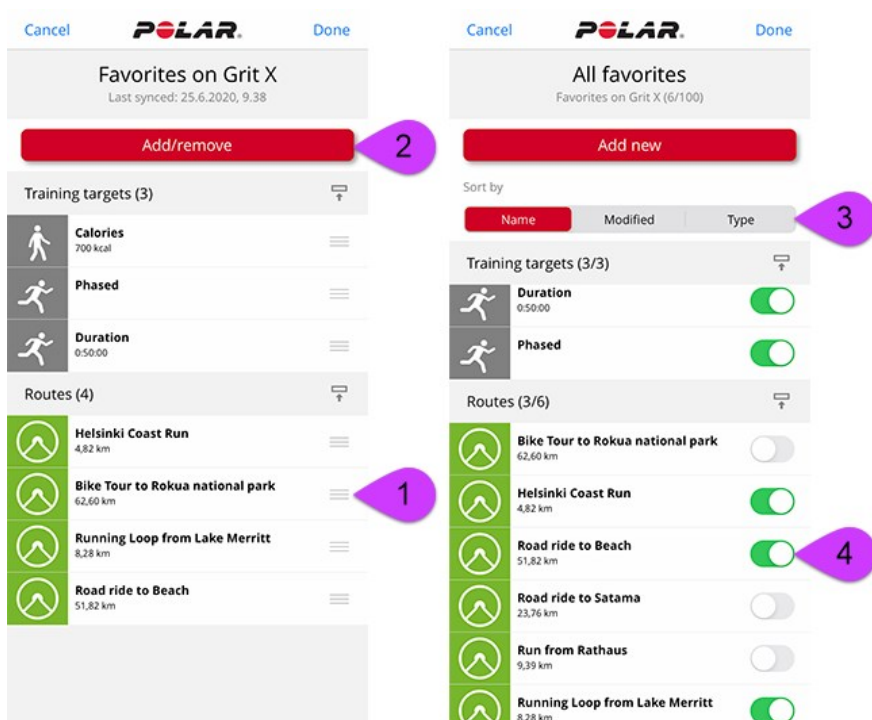 Cancel
POLAR.
Done
Favorites on Grit X
Last synced: 25.6.2020, 9.38
Add/remove
2
Training targets (3)
Calories
700 kcal
Phased
Duration
0:50:00
Routes (4)
Helsinki Coast Run
4,82 km
Bike Tour to Rokua national park
62,60 km
1
Running Loop from Lake Merritt
8,28 km
Road ride to Beach
51,82 km
Cancel
POLAR.
Done
All favorites
Favorites on Grit X (6/100)
Add new
Sort by
Name Modified Type
3
Training targets (3/3)
Duration
0:50:00
Phased
Routes (3/6)
Bike Tour to Rokua national park
62,60 km
Helsinki Coast Run
4,82 km
Road ride to Beach
51,82 km
4
Road ride to Satama
23,76 km
Run from Rathaus
9,39 km
Running Loop from Lake Merritt
8,28 km